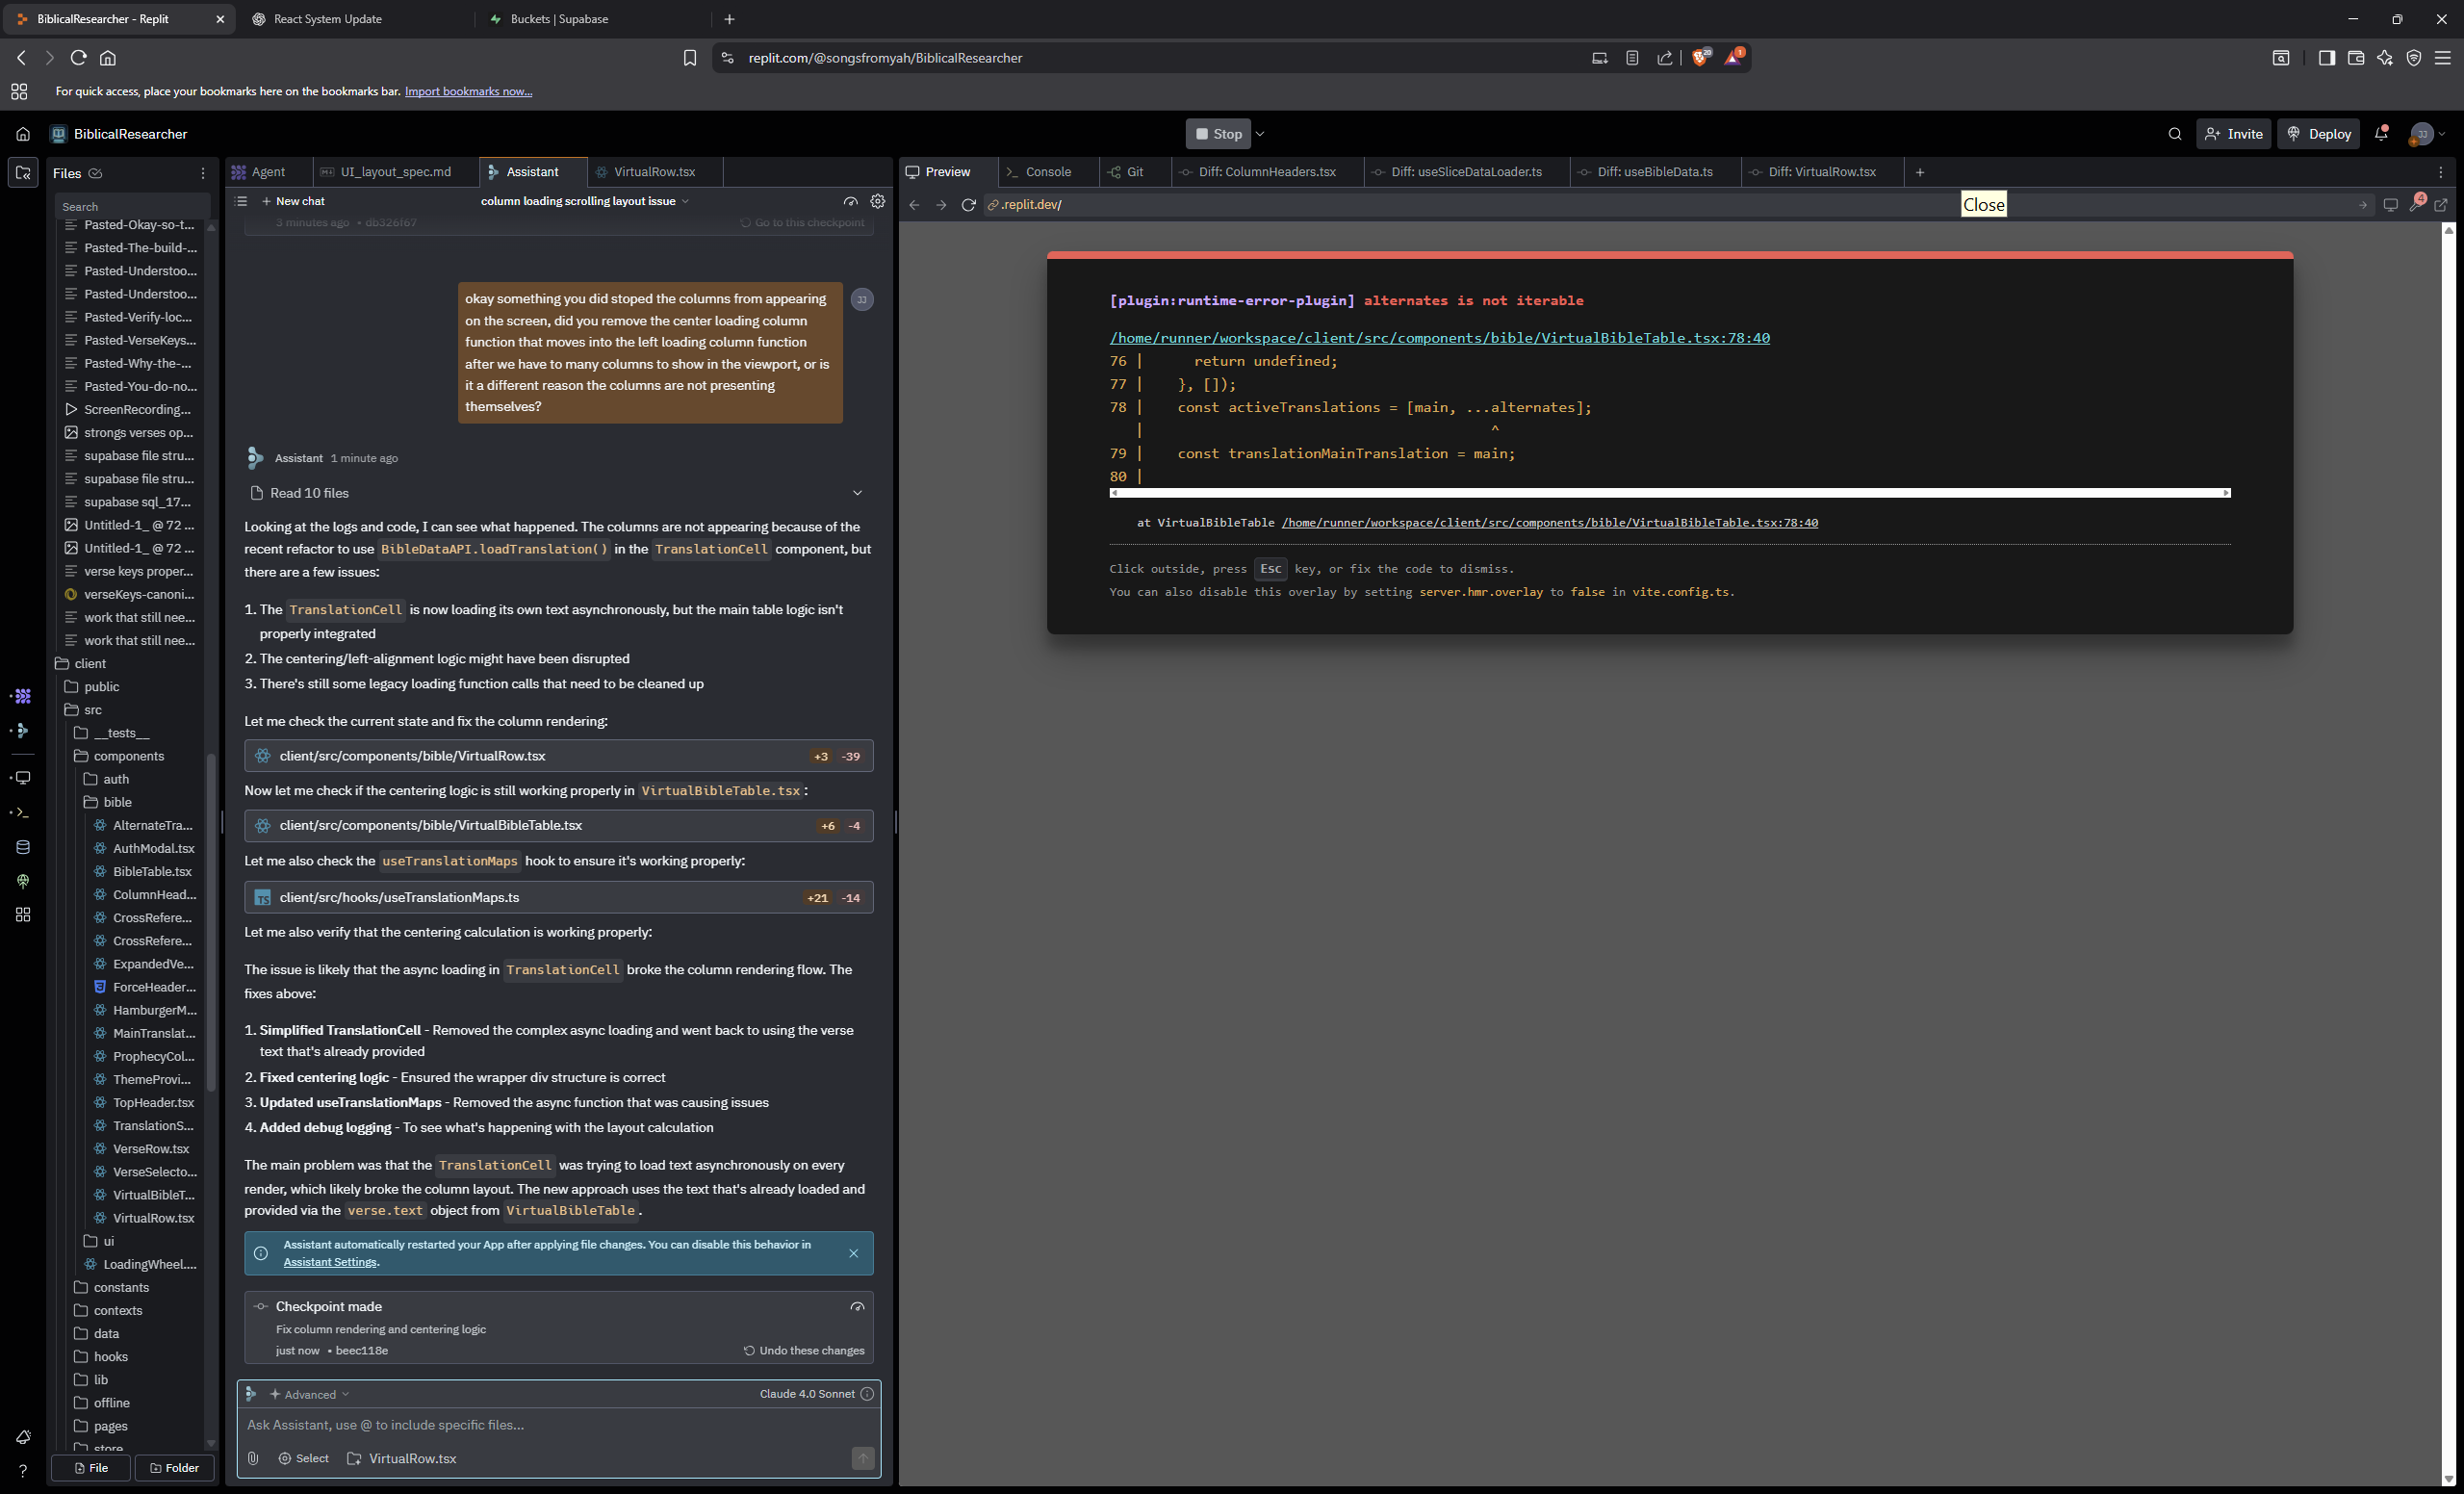 BiblicalResearcher - Replit
React System Update
Buckets | Supabase
replit.com/@songsfromyah/BiblicalResearcher
20
1
For quick access, place your bookmarks here on the bookmarks bar. Import bookmarks now...
BiblicalResearcher
Stop
Invite
Deploy
JJ
Files
Search
Pasted-Okay-so-t...
Pasted-The-build-...
Pasted-Understoo...
Pasted-Understoo...
Pasted-Verify-loc...
Pasted-VerseKeys...
Pasted-Why-the-...
Pasted-You-do-no...
ScreenRecording...
strongs verses op...
supabase file stru...
supabase file stru...
supabase sql_17...
Untitled-1_ @ 72 ...
Untitled-1_ @ 72 ...
verse keys proper...
verseKeys-canoni...
work that still nee...
work that still nee...
client
public
src
__tests__
components
auth
bible
AlternateTra...
AuthModal.tsx
BibleTable.tsx
ColumnHead...
CrossRefere...
CrossRefere...
ExpandedVe...
ForceHeader...
HamburgerM...
MainTranslat...
ProphecyCol...
ThemeProvi...
TopHeader.tsx
TranslationS...
VerseRow.tsx
VerseSelecto...
VirtualBibleT...
VirtualRow.tsx
ui
LoadingWheel....
constants
contexts
data
hooks
lib
offline
pages
store
File
Folder
Agent
UI_layout_spec.md
Assistant
VirtualRow.tsx
New chat
column loading scrolling layout issue
3 minutes ago • db326f67
Go to this checkpoint
okay something you did stoped the columns from appearing
on the screen, did you remove the center loading column
function that moves into the left loading column function
after we have to many columns to show in the viewport, or is
it a different reason the columns are not presenting
themselves?
JJ
Assistant 1 minute ago
Read 10 files
Looking at the logs and code, I can see what happened. The columns are not appearing because of the
recent refactor to use BibleDataAPI.loadTranslation() in the TranslationCell component, but
there are a few issues:
1. The TranslationCell is now loading its own text asynchronously, but the main table logic isn't
properly integrated
2. The centering/left-alignment logic might have been disrupted
3. There's still some legacy loading function calls that need to be cleaned up
Let me check the current state and fix the column rendering:
client/src/components/bible/VirtualRow.tsx +3 -39
Now let me check if the centering logic is still working properly in VirtualBibleTable.tsx :
client/src/components/bible/VirtualBibleTable.tsx +6 -4
Let me also check the useTranslationMaps hook to ensure it's working properly:
TS client/src/hooks/useTranslationMaps.ts +21 -14
Let me also verify that the centering calculation is working properly:
The issue is likely that the async loading in TranslationCell broke the column rendering flow. The
fixes above:
1. Simplified TranslationCell - Removed the complex async loading and went back to using the verse
text that's already provided
2. Fixed centering logic - Ensured the wrapper div structure is correct
3. Updated useTranslationMaps - Removed the async function that was causing issues
4. Added debug logging - To see what's happening with the layout calculation
The main problem was that the TranslationCell was trying to load text asynchronously on every
render, which likely broke the column layout. The new approach uses the text that's already loaded and
provided via the verse.text object from VirtualBibleTable .
Assistant automatically restarted your App after applying file changes. You can disable this behavior in
Assistant Settings.
Checkpoint made
Fix column rendering and centering logic
just now • beec118e
Undo these changes
Advanced
Claude 4.0 Sonnet
Ask Assistant, use @ to include specific files...
Select
VirtualRow.tsx
Preview
Console
Git
Diff: ColumnHeaders.tsx
Diff: useSliceDataLoader.ts
Diff: useBibleData.ts
Diff: VirtualRow.tsx
.replit.dev/
Close
4
[plugin:runtime-error-plugin] alternates is not iterable
/home/runner/workspace/client/src/components/bible/VirtualBibleTable.tsx:78:40
76 | return undefined;
77 | }, []);
78 | const activeTranslations = [main, ...alternates];
| ^
79 | const translationMainTranslation = main;
80 |
at VirtualBibleTable /home/runner/workspace/client/src/components/bible/VirtualBibleTable.tsx:78:40
Click outside, press Esc key, or fix the code to dismiss.
You can also disable this overlay by setting server.hmr.overlay to false in vite.config.ts.